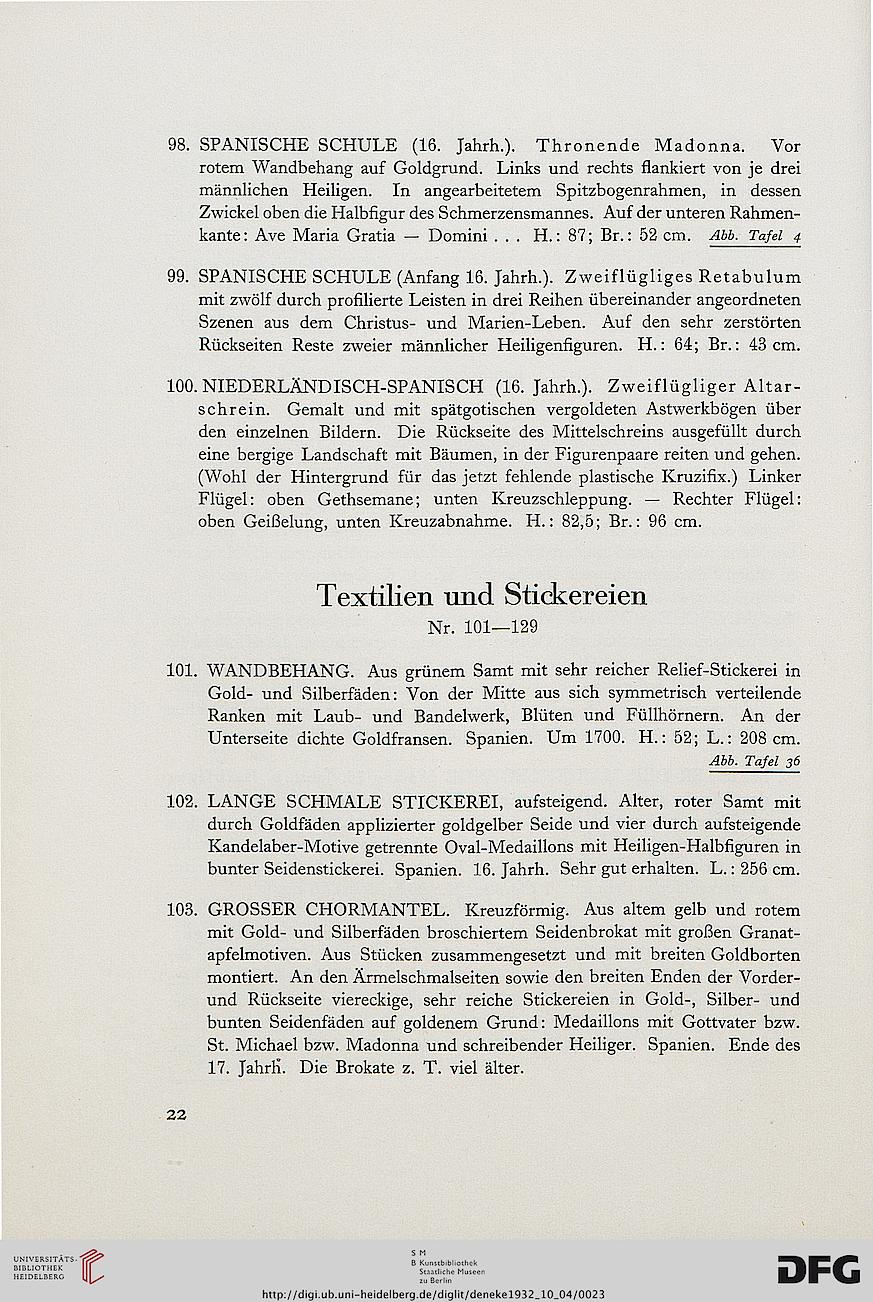 98. SPANISCHE SCHULE (16. Jahrh.). Thronende Madonna. Vor
rotem Wandbehang auf Goldgrund. Links und rechts flankiert von je drei
männlichen Heiligen. In angearbeitetem Spitzbogenrahmen, in dessen
Zwickel oben die Halbfigur des Schmerzensmannes. Auf der unteren Rahmen-
kante: Ave Maria Gratia — Domini . . . H.: 87; Br.: 52 cm. Abb. Tafel 4
99. SPANISCHE SCHULE (Anfang 16. Jahrh.). Zweiflügliges Retabulum
mit zwölf durch profilierte Leisten in drei Reihen übereinander angeordneten
Szenen aus dem Christus- und Marien-Leben. Auf den sehr zerstörten
Rückseiten Reste zweier männlicher Heiligenfiguren. H.: 64; Br.: 43 cm.
100. NIEDERLÄNDISCH-SPANISCH (16. Jahrh.). Zweiflügliger Altar-
schrein. Gemalt und mit spätgotischen vergoldeten Astwerkbögen über
den einzelnen Bildern. Die Rückseite des Mittelschreins ausgefüllt durch
eine bergige Landschaft mit Bäumen, in der Figurenpaare reiten und gehen.
(Wohl der Hintergrund für das jetzt fehlende plastische Kruzifix.) Linker
Flügel: oben Gethsemane; unten Kreuzschleppung. — Rechter Flügel:
oben Geißelung, unten Kreuzabnahme. H.: 82,5; Br.: 96 cm.
Textilien und Stickereien
Nr. 101—129
101. WANDBEHANG. Aus grünem Samt mit sehr reicher Relief-Stickerei in
Gold- und Silberfäden: Von der Mitte aus sich symmetrisch verteilende
Ranken mit Laub- und Bandelwerk, Blüten und Füllhörnern. An der
Unterseite dichte Goldfransen. Spanien. Um 1700. H.: 52; L.: 208 cm.
Abb. Tafel 36
102. LANGE SCHMALE STICKEREI, aufsteigend. Alter, roter Samt mit
durch Goldfäden applizierter goldgelber Seide und vier durch aufsteigende
Kandelaber-Motive getrennte Oval-Medaillons mit Heiligen-Halbfiguren in
bunter Seidenstickerei. Spanien. 16. Jahrh. Sehr gut erhalten. L.: 256 cm.
103. GROSSER CHORMANTEL. Kreuzförmig. Aus altem gelb und rotem
mit Gold- und Silberfäden broschiertem Seidenbrokat mit großen Granat-
apfelmotiven. Aus Stücken zusammengesetzt und mit breiten Goldborten
montiert. An den Ärmelschmalseiten sowie den breiten Enden der Vorder-
und Rückseite viereckige, sehr reiche Stickereien in Gold-, Silber- und
bunten Seidenfäden auf goldenem Grund: Medaillons mit Gottvater bzw.
St. Michael bzw. Madonna und schreibender Heiliger. Spanien. Ende des
17. Jahrh. Die Brokate z. T. viel älter.
22
UNIVERSITÄTS-
BIBLIOTHEK
HEIDELBERG
S M
B Kunstbibliothek
Staatliche Museen
zu Berlin
DFG
http://digi.ub.uni-heidelberg.de/diglit/deneke1932_10_04/0023